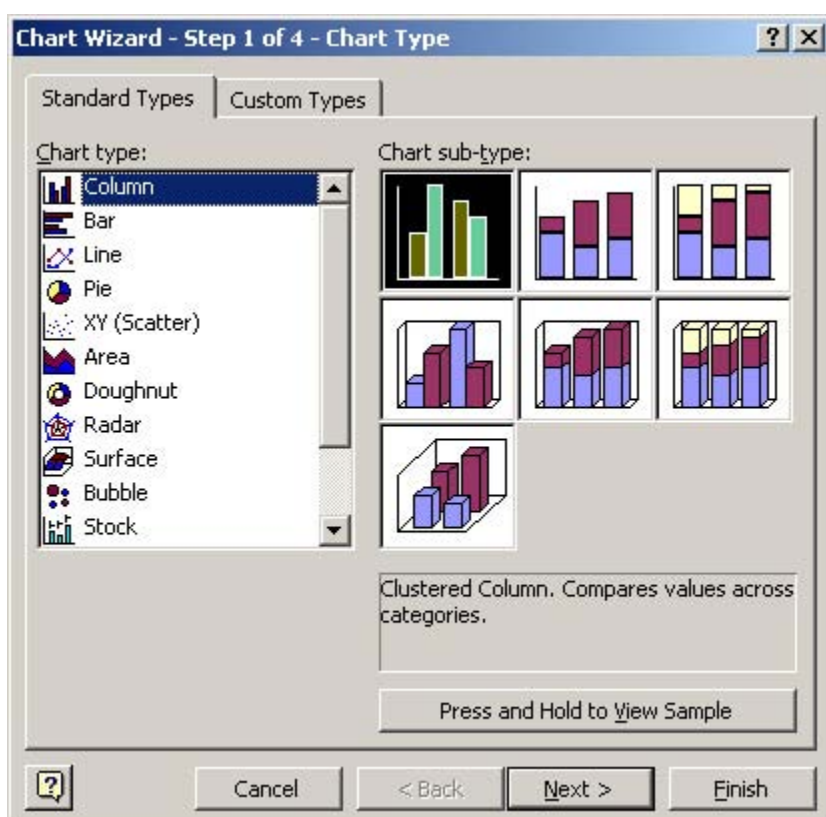 Chart Wizard - Step 1 of 4 - Chart Type
Standard Types
Custom Types
Chart type:
Column
Bar
Line
Pie
XY (Scatter)
Area
Doughnut
Radar
Surface
Bubble
Stock
Chart sub-type:
Clustered Column. Compares values across
categories.
Press and Hold to View Sample
Cancel
< Back
Next >
Finish